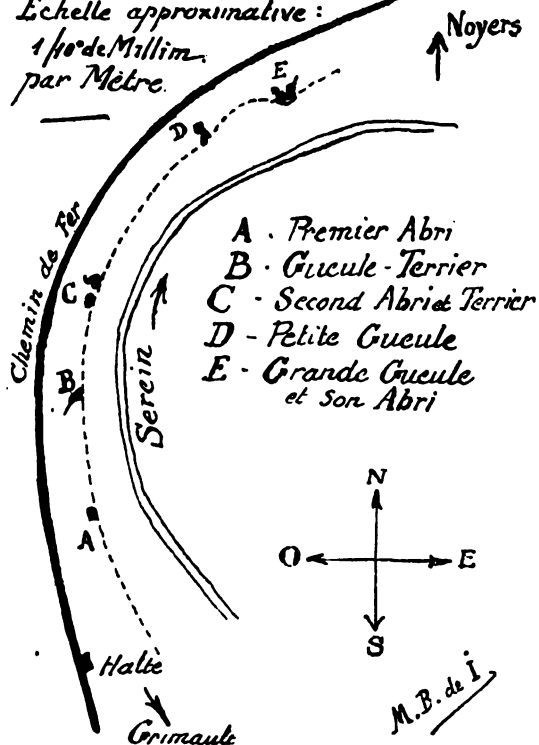 Echelle approximative :
1/10e de Millim.
par Mètre.
Noyers
E
D
Chemin de Fer
C
B
A
Serein
A . Premier Abri
B . Gueule-Terrier
C - Second Abri et Terrier
D - Petite Gueule
E - Grande Gueule
et son Abri
N
O
E
S
Halte
Grimault
M.B. de İ